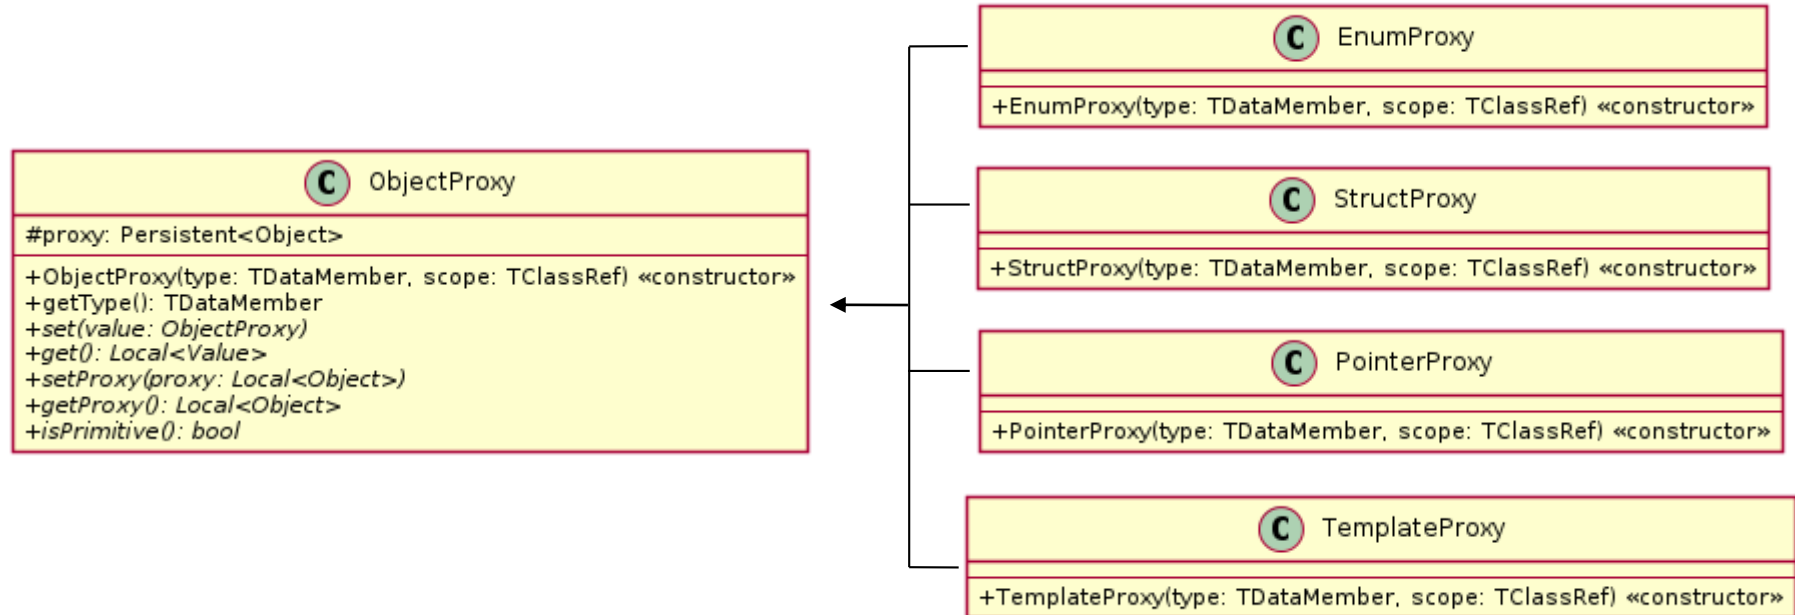 C ObjectProxy
#proxy: Persistent<Object>
+ObjectProxy(type: TDataMember, scope: TClassRef) «constructor»
+getType(): TDataMember
+set(value: ObjectProxy)
+get(): Local<Value>
+setProxy(proxy: Local<Object>)
+getProxy(): Local<Object>
+isPrimitive(): bool
C EnumProxy
+EnumProxy(type: TDataMember, scope: TClassRef) «constructor»
C StructProxy
+StructProxy(type: TDataMember, scope: TClassRef) «constructor»
C PointerProxy
+PointerProxy(type: TDataMember, scope: TClassRef) «constructor»
C TemplateProxy
+TemplateProxy(type: TDataMember, scope: TClassRef) «constructor»